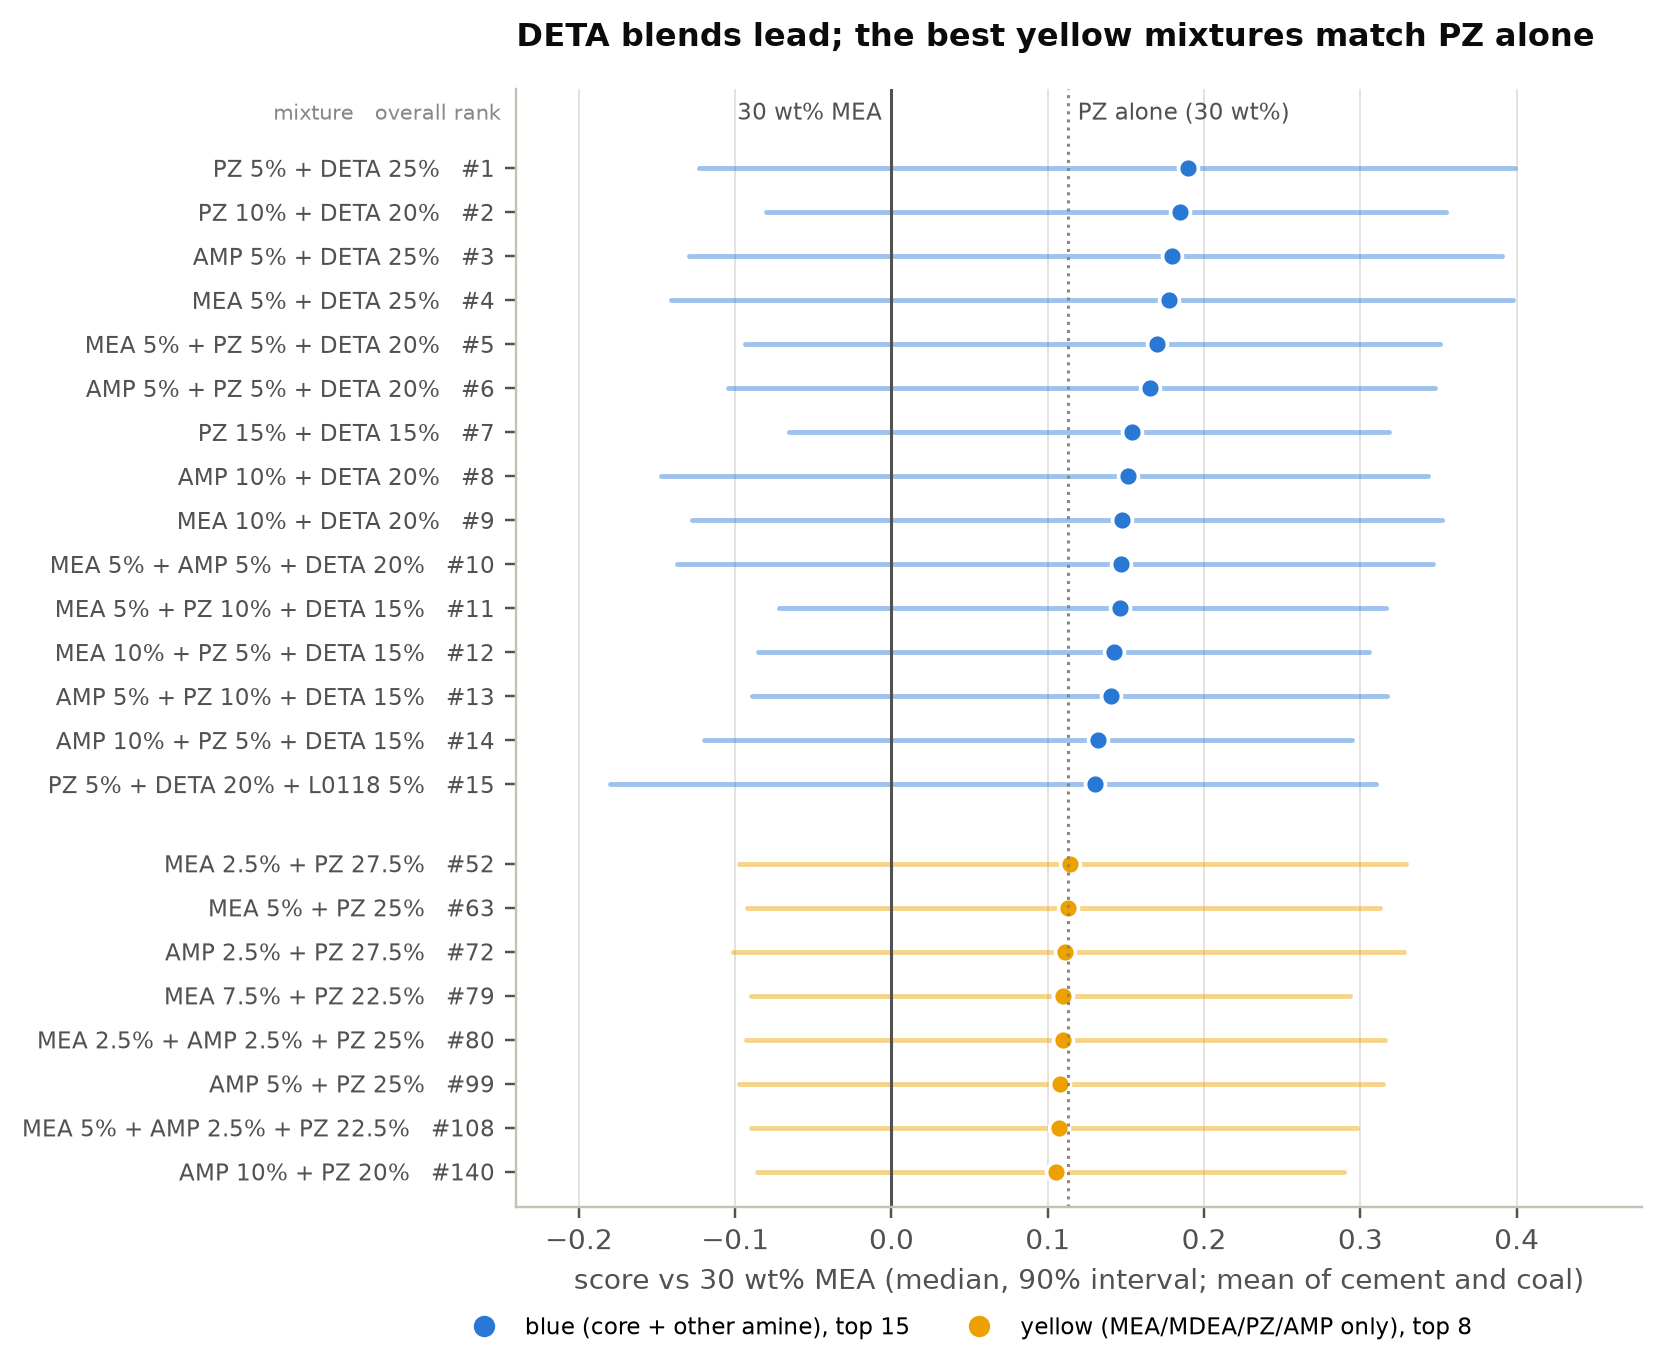 DETA blends lead; the best yellow mixtures match PZ alone
mixture overall rank
30 wt% MEA
PZ alone (30 wt%)
PZ 5% + DETA 25% #1
PZ 10% + DETA 20% #2
AMP 5% + DETA 25% #3
MEA 5% + DETA 25% #4
MEA 5% + PZ 5% + DETA 20% #5
AMP 5% + PZ 5% + DETA 20% #6
PZ 15% + DETA 15% #7
AMP 10% + DETA 20% #8
MEA 10% + DETA 20% #9
MEA 5% + AMP 5% + DETA 20% #10
MEA 5% + PZ 10% + DETA 15% #11
MEA 10% + PZ 5% + DETA 15% #12
AMP 5% + PZ 10% + DETA 15% #13
AMP 10% + PZ 5% + DETA 15% #14
PZ 5% + DETA 20% + L0118 5% #15
MEA 2.5% + PZ 27.5% #52
MEA 5% + PZ 25% #63
AMP 2.5% + PZ 27.5% #72
MEA 7.5% + PZ 22.5% #79
MEA 2.5% + AMP 2.5% + PZ 25% #80
AMP 5% + PZ 25% #99
MEA 5% + AMP 2.5% + PZ 22.5% #108
AMP 10% + PZ 20% #140
−0.2 −0.1 0.0 0.1 0.2 0.3 0.4
score vs 30 wt% MEA (median, 90% interval; mean of cement and coal)
blue (core + other amine), top 15
yellow (MEA/MDEA/PZ/AMP only), top 8